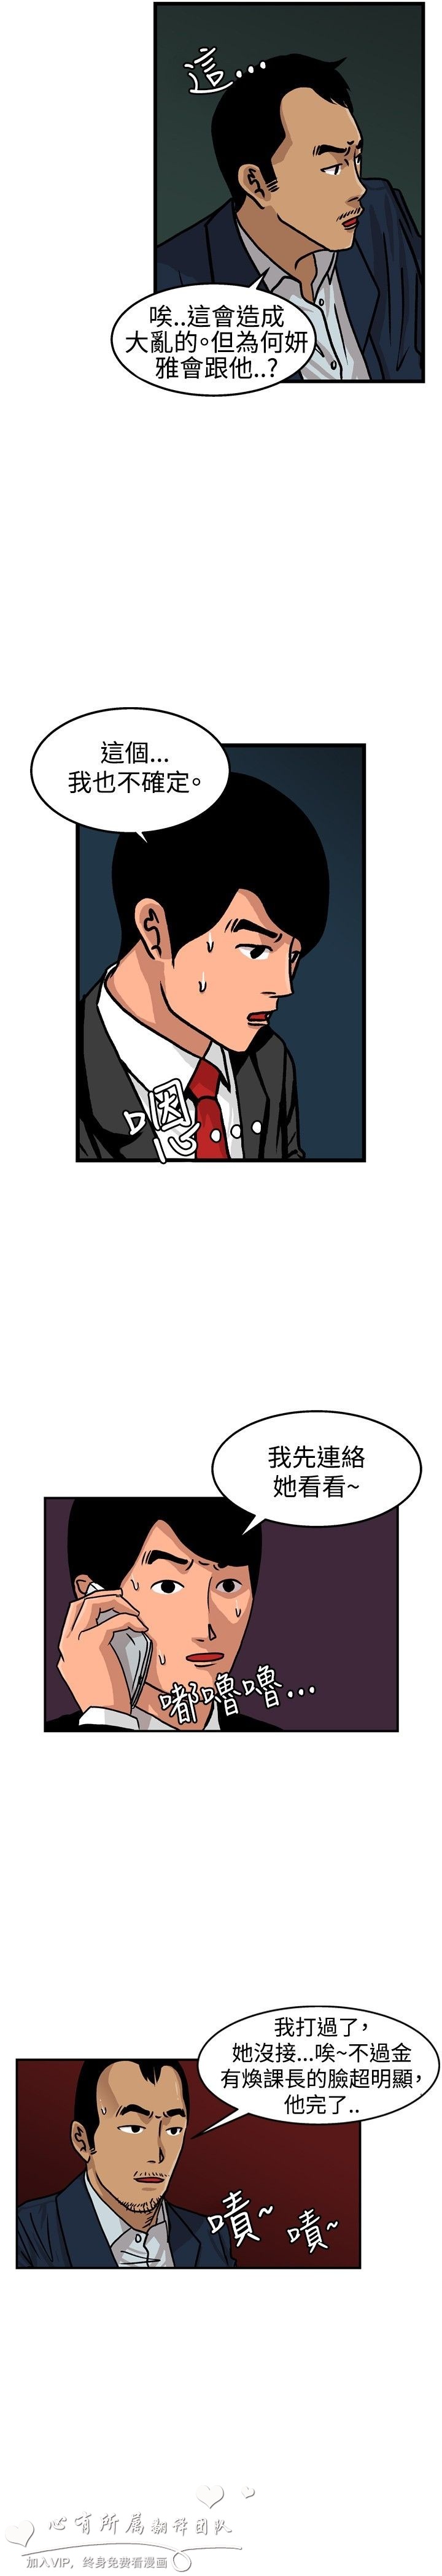 這...
唉..這會造成
大亂的。但為何妍
雅會跟他..?
這個...
我也不確定。
嗯....
我先連絡
她看看~
嘟嚕嚕...
我打過了,
她沒接...唉~不過金
有煥課長的臉超明顯,
他完了..
嘖~
嘖~
心有所属翻译团队
加入VIP，终身免费看漫画